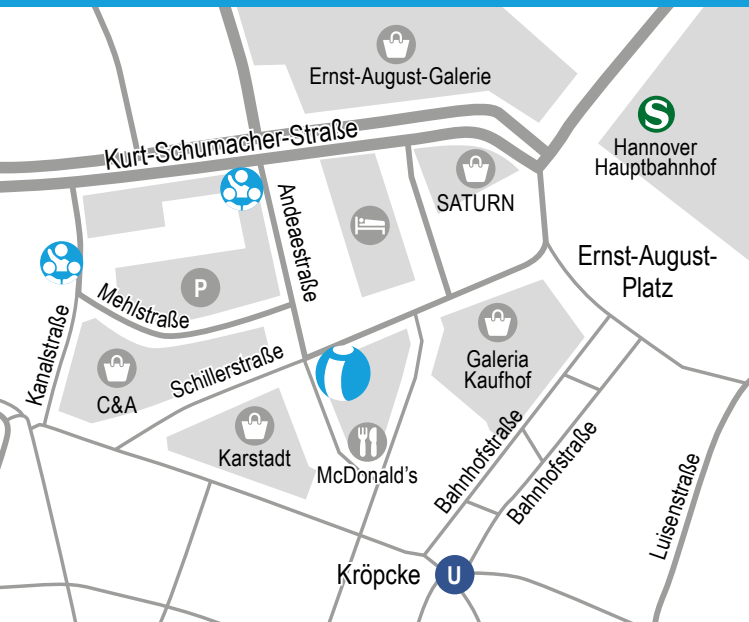 Ernst-August-Galerie
S
Hannover
Hauptbahnhof
Kurt-Schumacher-Straße
SATURN
Andeaestraße
Ernst-August-
Platz
P
Mehlstraße
Kanalstraße
Galeria
Kaufhof
Schillerstraße
C&A
Karstadt
McDonald's
Bahnhofstraße
Bahnhofstraße
Luisenstraße
Kröpcke
U